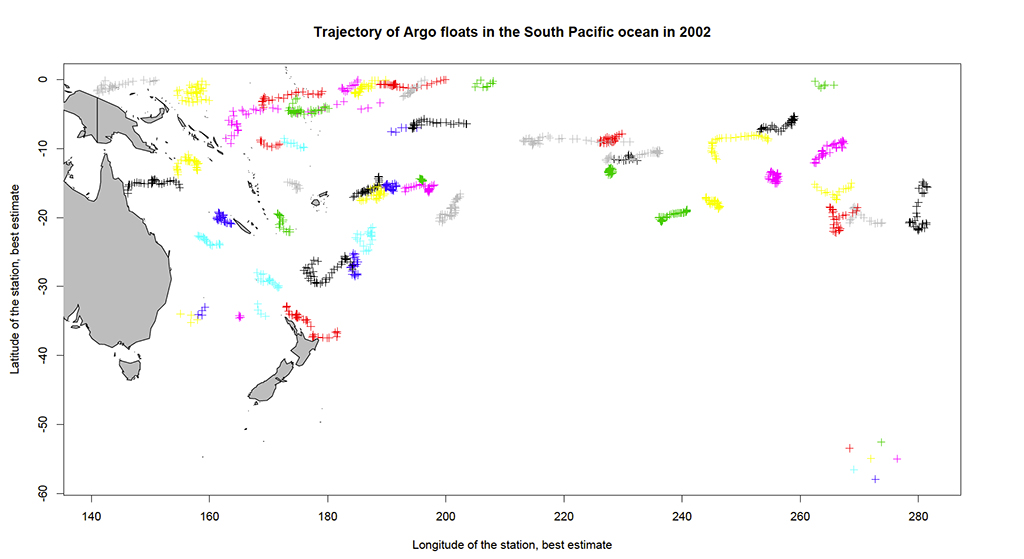 Trajectory of Argo floats in the South Pacific ocean in 2002
Latitude of the station, best estimate
0
-10
-20
-30
-40
-50
-60
140 160 180 200 220 240 260 280
Longitude of the station, best estimate